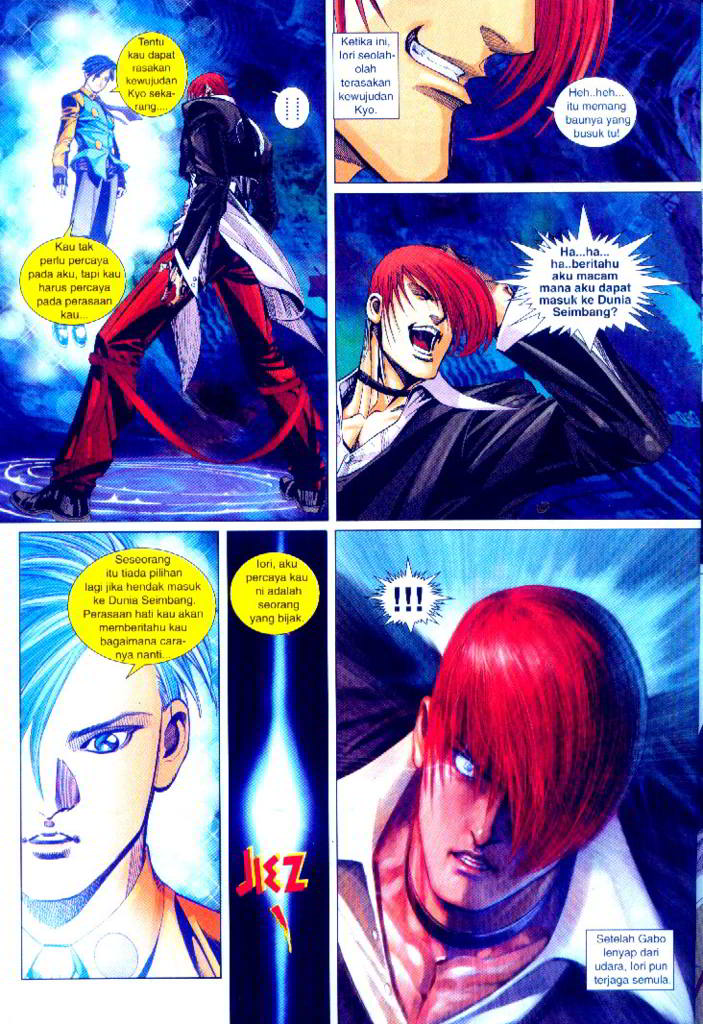 Tentu
kau dapat
rasakan
kewujudan
Kyo seka-
rang....
!!!
Kau tak
perlu percaya
pada aku, tapi kau
harus percaya
pada perasaan
kau...
Ketika ini,
Iori seolah-
olah
terasakan
kewujudan
Kyo.
Heh..heh...
itu memang
baunya yang
busuk tu!
Ha...ha...
ha..beritahu
aku macam
mana aku dapat
masuk ke Dunia
Seimbang?
Seseorang
itu tiada pilihan
lagi jika hendak masuk
ke Dunia Seimbang.
Perasaan hati kau akan
memberitahu kau
bagaimana cara-
nya nanti....
Iori, aku
percaya kau
ni adalah
seorang
yang bijak.
JIEZ
!!!
Setelah Gabo
lenyap dari
udara, Iori pun
terjaga semula.